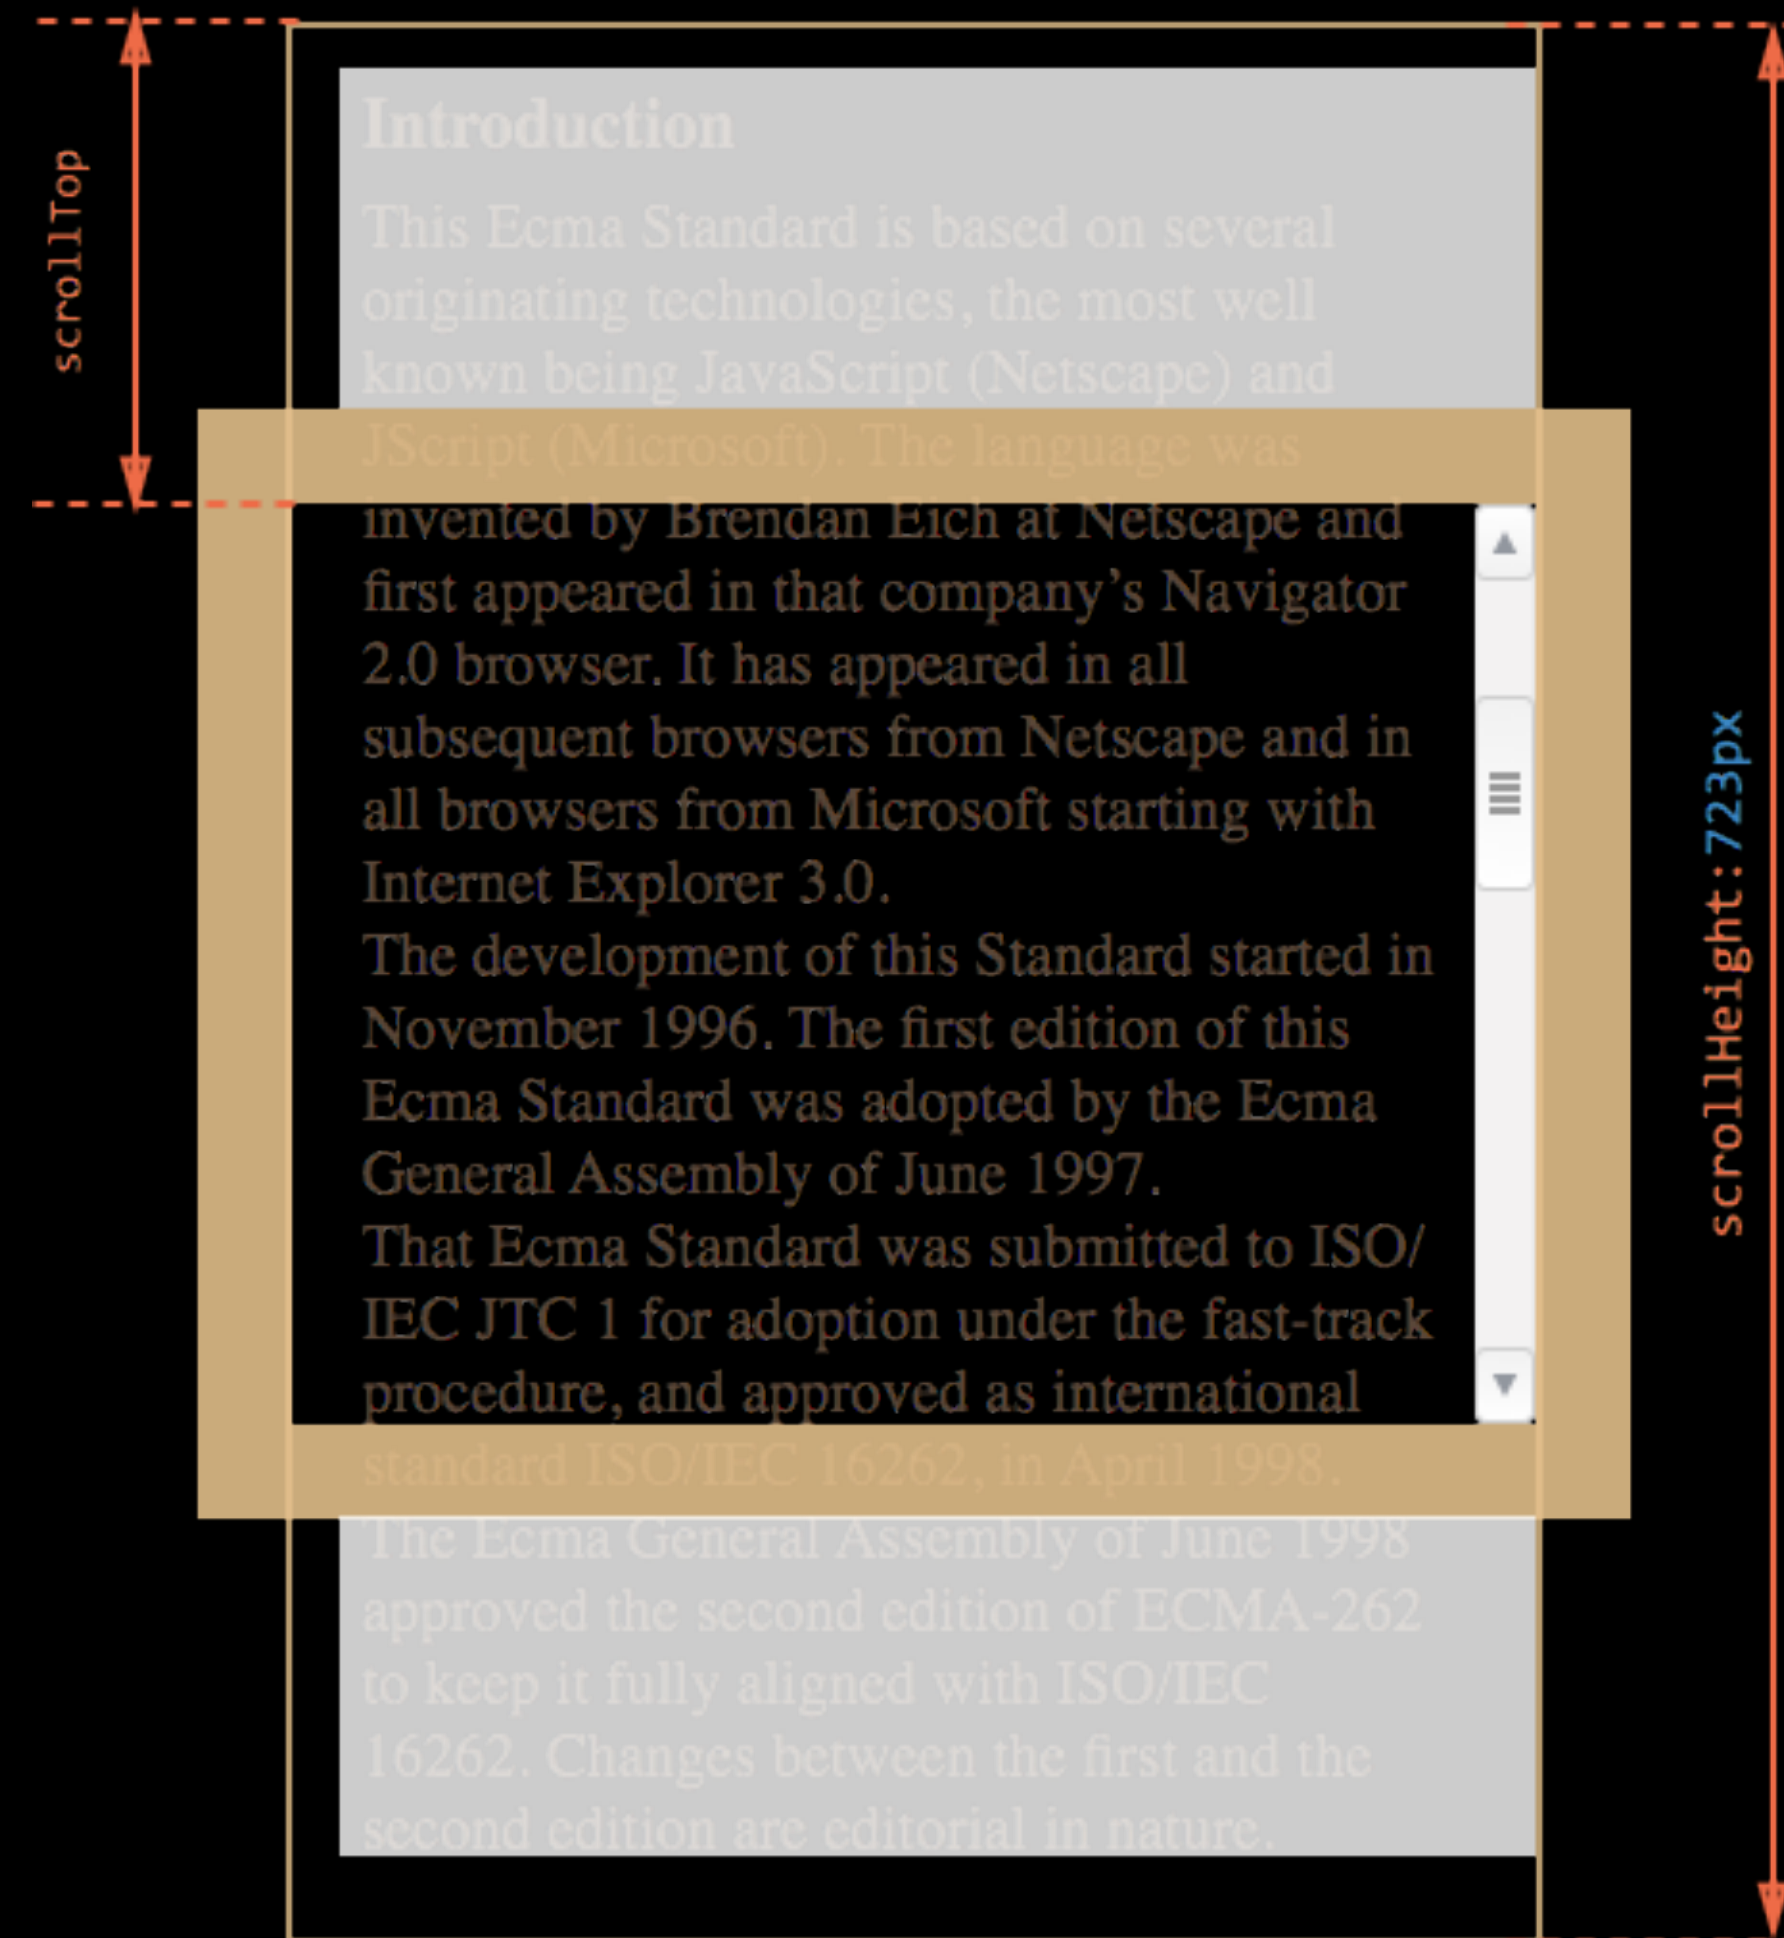 scrollTop
Introduction
This Ecma Standard is based on several
originating technologies, the most well
known being JavaScript (Netscape) and
JScript (Microsoft). The language was
invented by Brendan Eich at Netscape and
first appeared in that company’s Navigator
2.0 browser. It has appeared in all
subsequent browsers from Netscape and in
all browsers from Microsoft starting with
Internet Explorer 3.0.
The development of this Standard started in
November 1996. The first edition of this
Ecma Standard was adopted by the Ecma
General Assembly of June 1997.
That Ecma Standard was submitted to ISO/
IEC JTC 1 for adoption under the fast-track
procedure, and approved as international
standard ISO/IEC 16262, in April 1998.
The Ecma General Assembly of June 1998
approved the second edition of ECMA-262
to keep it fully aligned with ISO/IEC
16262. Changes between the first and the
second edition are editorial in nature.
scrollHeight:723px